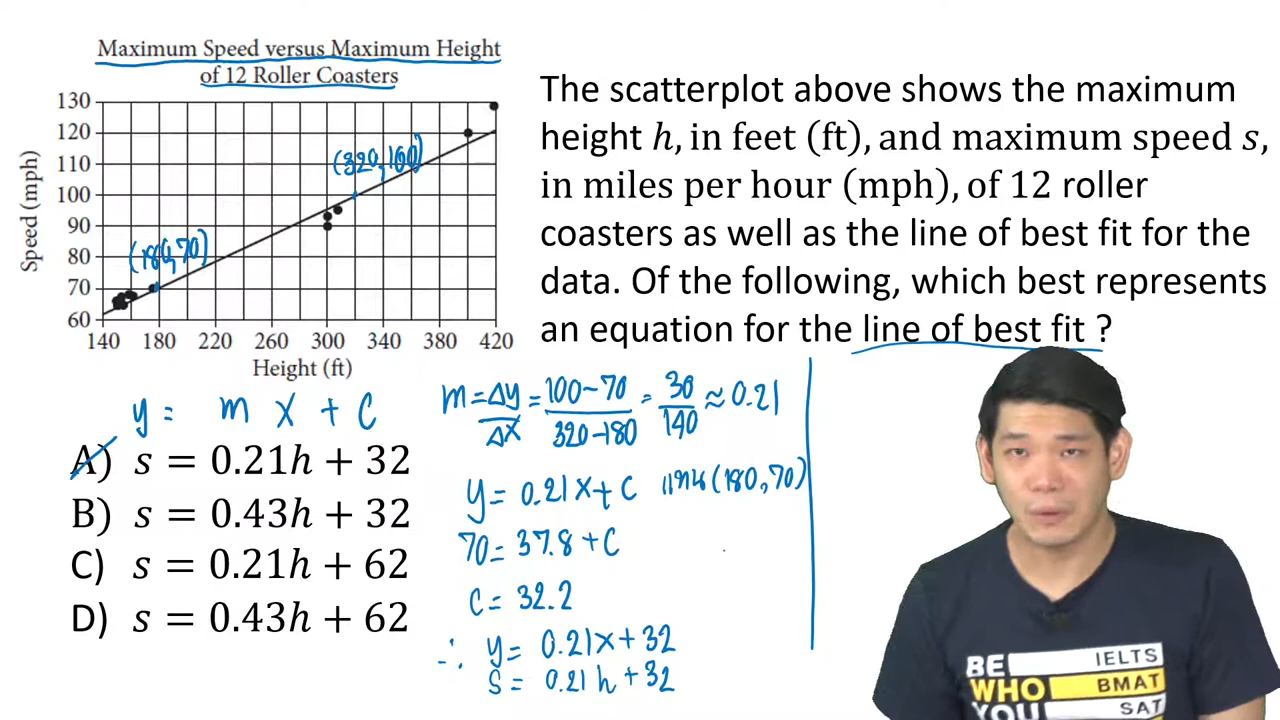 Maximum Speed versus Maximum Height
of 12 Roller Coasters
130
120
110
100
90
80
70
60
140 180 220 260 300 340 380 420
Speed (mph)
Height (ft)
(320,100)
(180,70)
The scatterplot above shows the maximum
height h, in feet (ft), and maximum speed s,
in miles per hour (mph), of 12 roller
coasters as well as the line of best fit for the
data. Of the following, which best represents
an equation for the line of best fit ?
y = m x + c
A) s = 0.21h + 32
B) s = 0.43h + 32
C) s = 0.21h + 62
D) s = 0.43h + 62
m = Δy/Δx = 100-70/320-180 = 30/140 ≈ 0.21
y = 0.21x + c แทน (180,70)
70 = 37.8 + c
c = 32.2
∴ y = 0.21x + 32
s = 0.21 h + 32
BE IELTS
WHO BMAT
YOU SAT